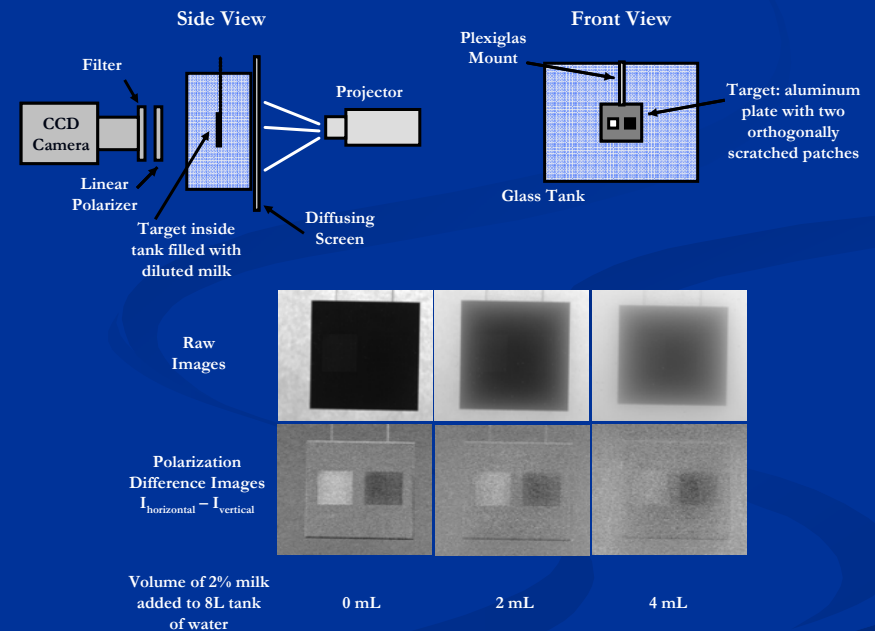 Side View
Front View
Filter
CCD
Camera
Linear
Polarizer
Target inside
tank filled with
diluted milk
Projector
Diffusing
Screen
Plexiglas
Mount
Target: aluminum
plate with two
orthogonally
scratched patches
Glass Tank
Raw
Images
Polarization
Difference Images
I_horizontal – I_vertical
Volume of 2% milk
added to 8L tank
of water
0 mL
2 mL
4 mL